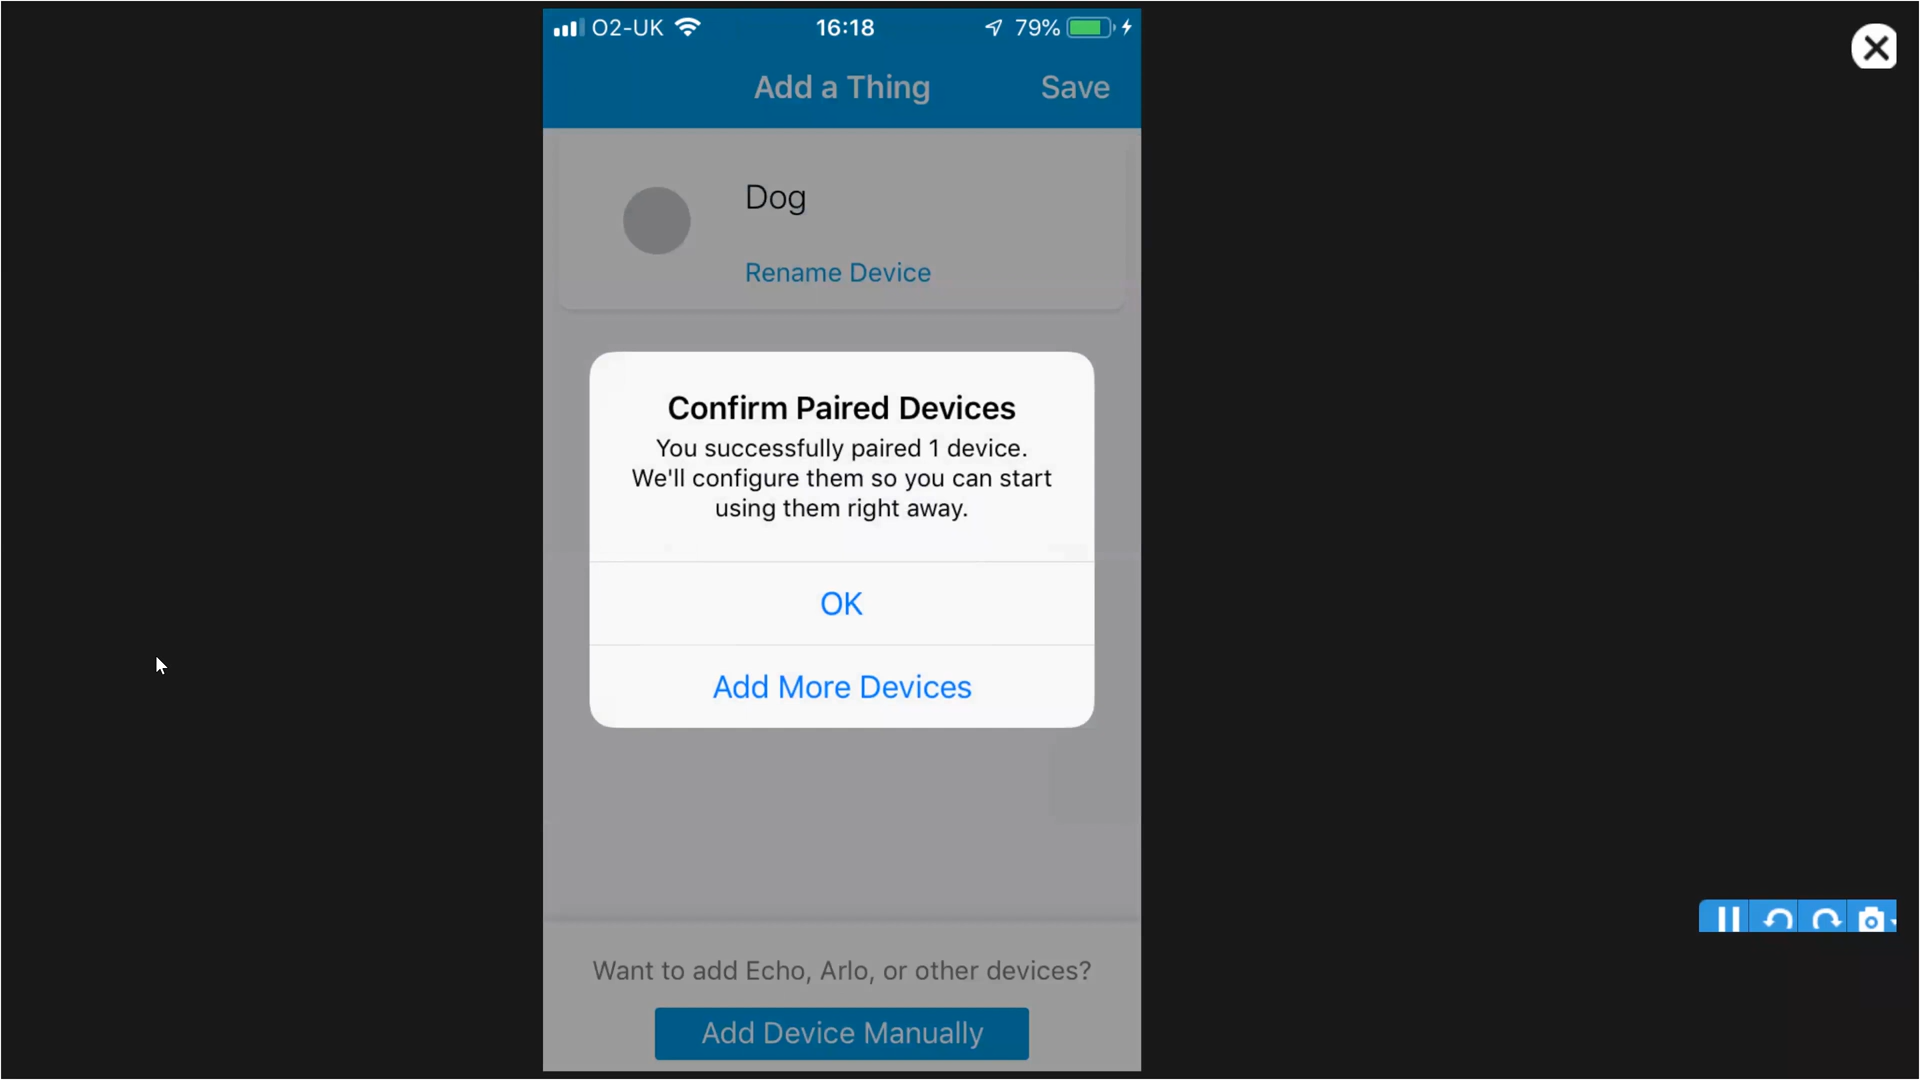 O2-UK 16:18 79%
Add a Thing Save
Dog
Rename Device
Confirm Paired Devices
You successfully paired 1 device.
We'll configure them so you can start
using them right away.
OK
Add More Devices
Want to add Echo, Arlo, or other devices?
Add Device Manually